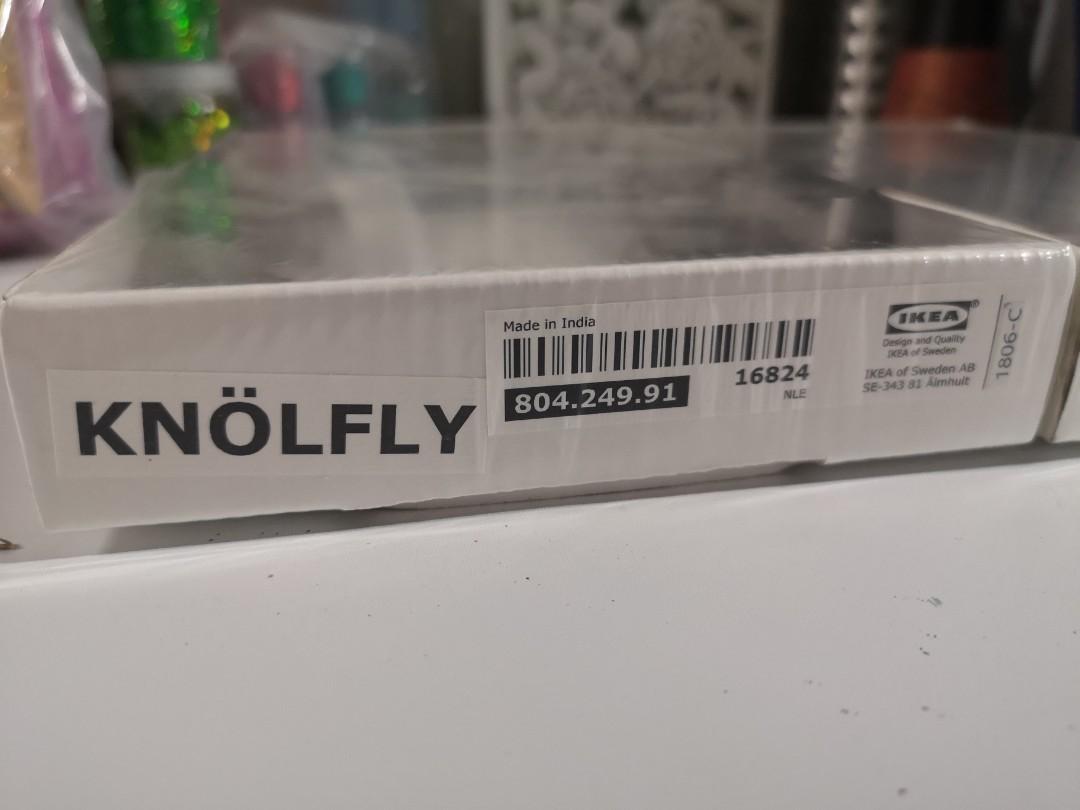 KNÖLFLY
Made in India
804.249.91
16824
NLE
IKEA®
Design and Quality
IKEA of Sweden
IKEA of Sweden AB
SE-343 81 Älmhult
1806-C